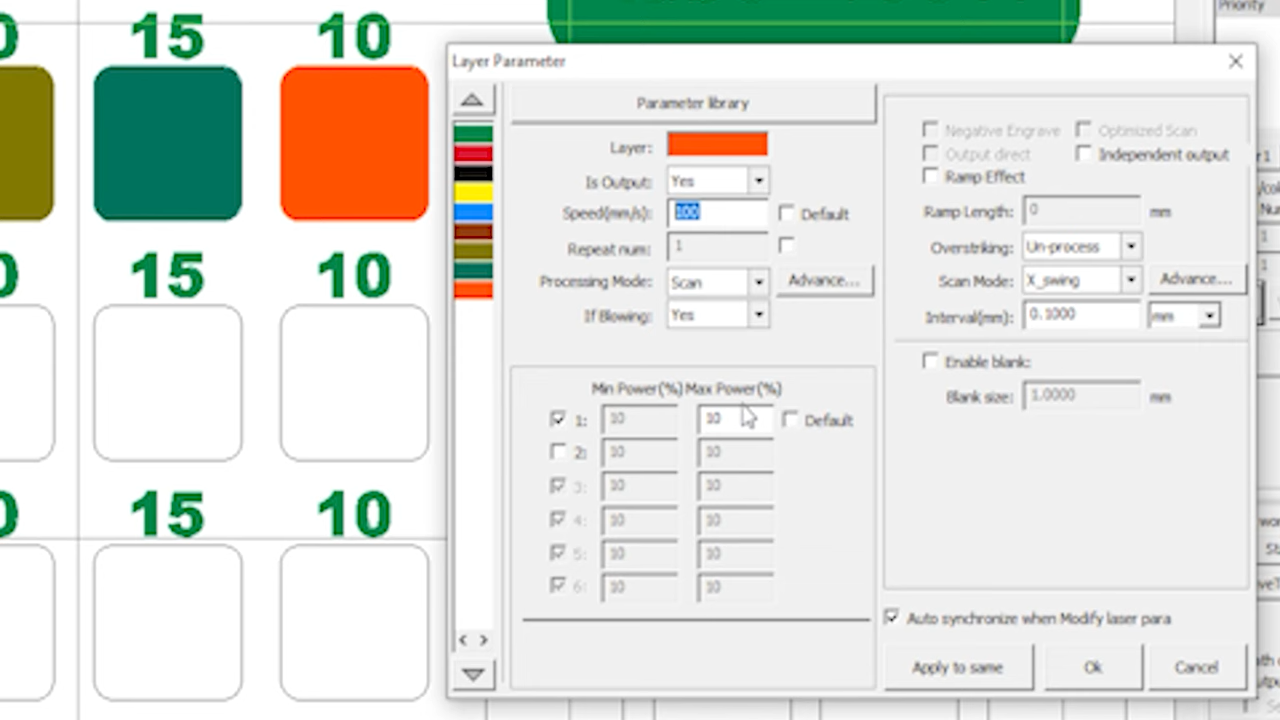 Priority
0 15 10
0 15 10
0 15 10
Layer Parameter
Parameter library
Layer:
Is Output: Yes
Speed(mm/s): 100 Default
Repeat num: 1
Processing Mode: Scan Advance...
If Blowing: Yes
Min Power(%) Max Power(%)
1: 10 10 Default
2: 10 10
3: 10 10
4: 10 10
5: 10 10
6: 10 10
Negative Engrave Optimized Scan
Output direct Independent output
Ramp Effect
Ramp Length: 0 mm
Overstriking: Un-process
Scan Mode: X_swing Advance...
Interval(mm): 0.1000 mm
Enable blank:
Blank size: 1.0000 mm
Auto synchronize when Modify laser para
Apply to same Ok Cancel